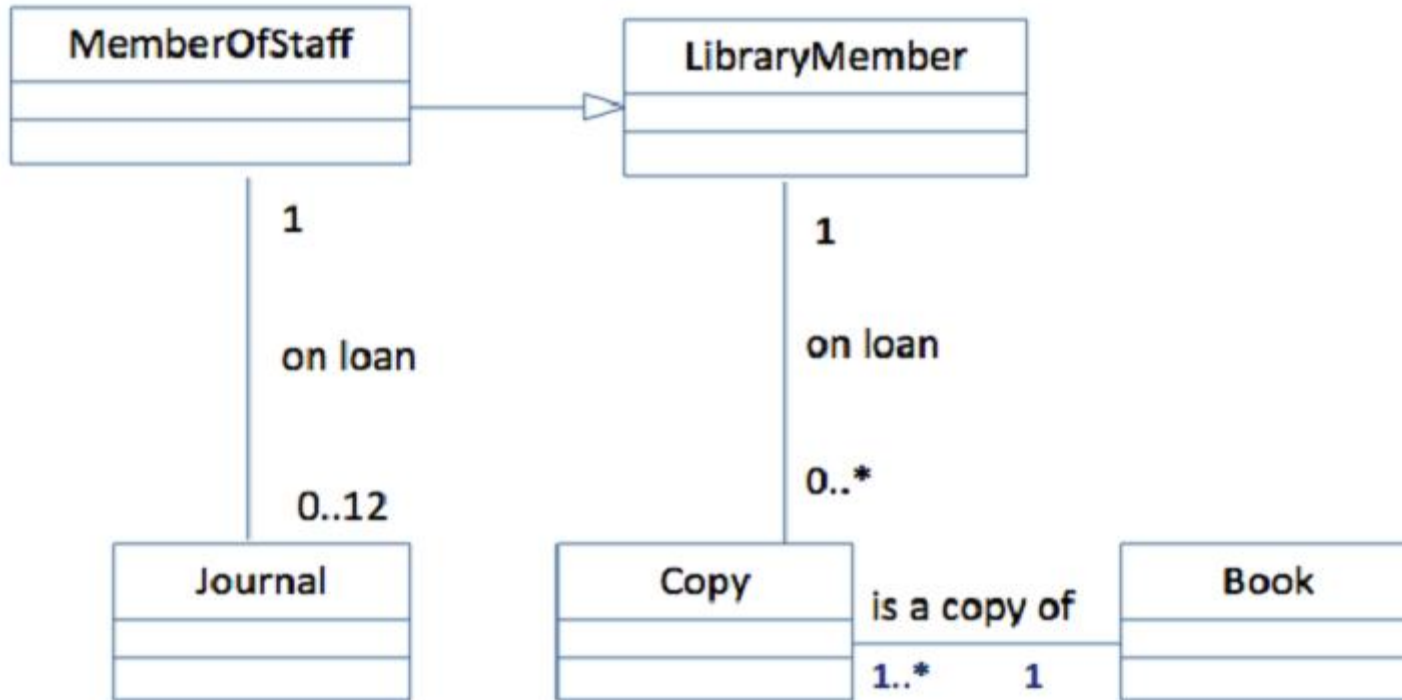 MemberOfStaff
LibraryMember
1
1
on loan
on loan
0..12
0..*
Journal
Copy
is a copy of
1..* 1
Book